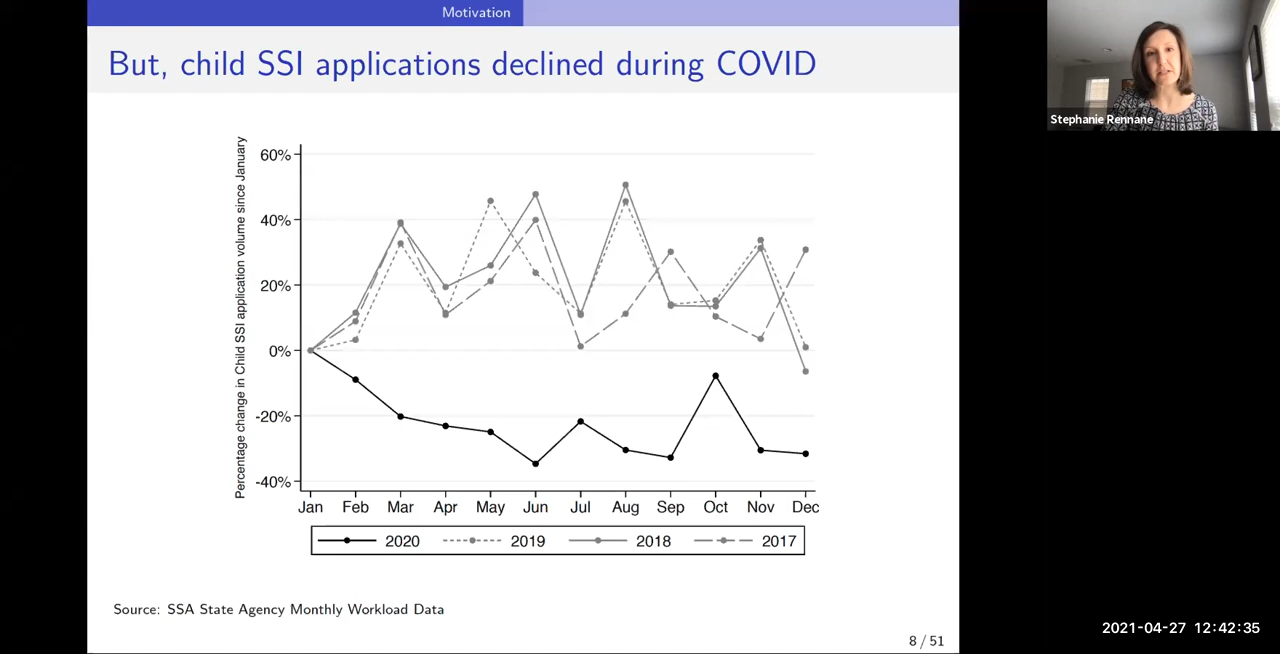 Motivation
But, child SSI applications declined during COVID
Stephanie Rennane
Percentage change in Child SSI application volume since January
60%
40%
20%
0%
-20%
-40%
Jan Feb Mar Apr May Jun Jul Aug Sep Oct Nov Dec
2020 2019 2018 2017
Source: SSA State Agency Monthly Workload Data
8 / 51
2021-04-27 12:42:35